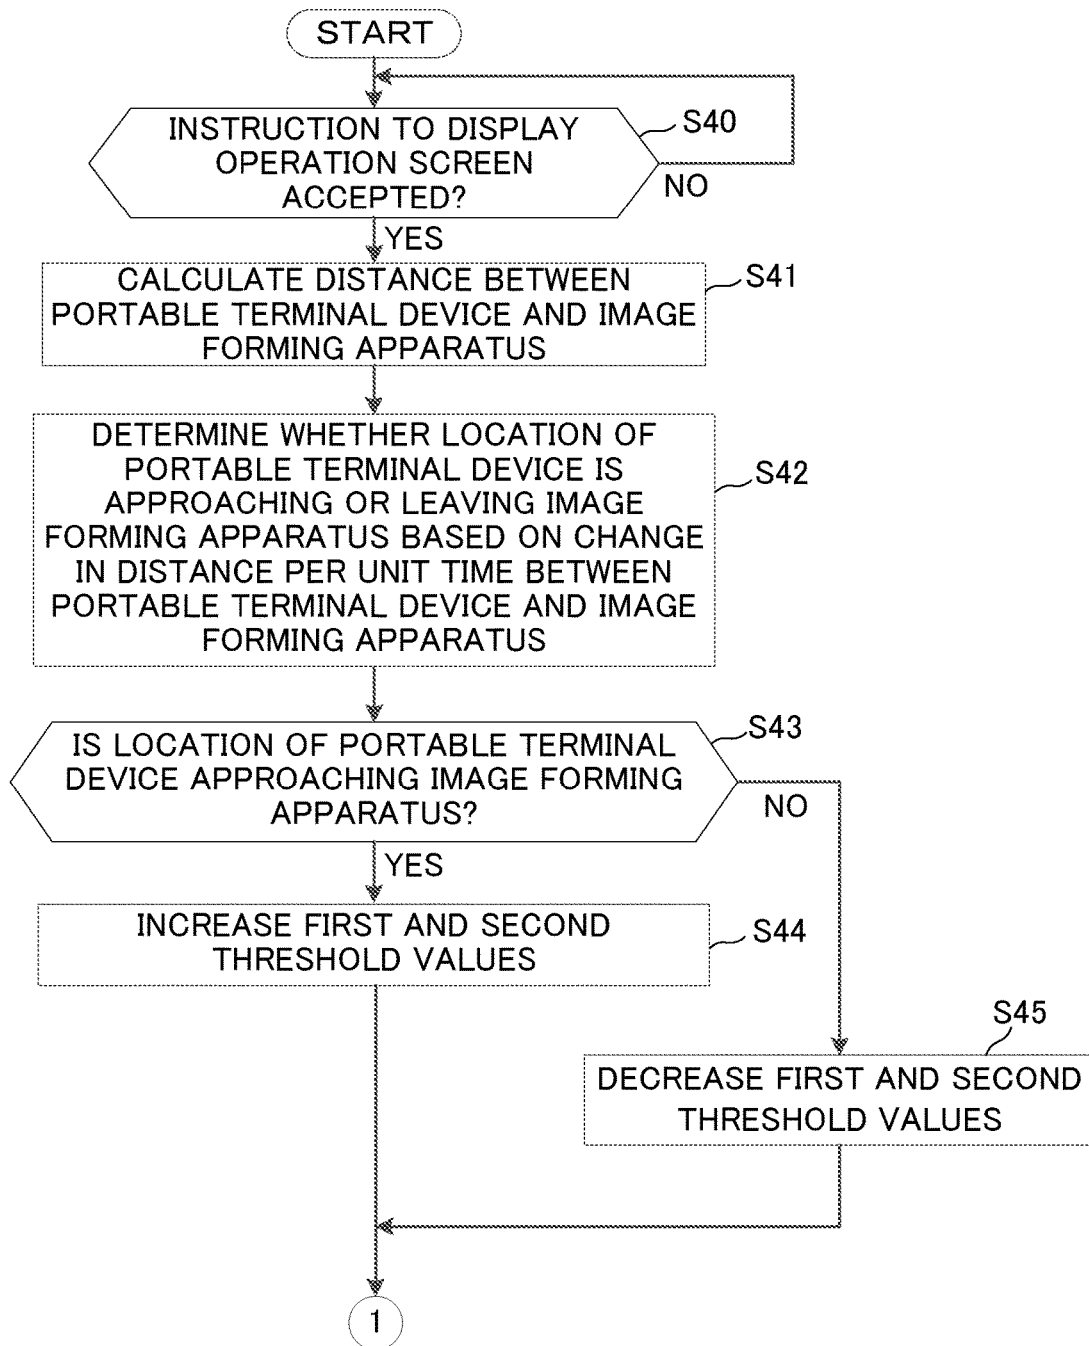 START
INSTRUCTION TO DISPLAY
OPERATION SCREEN
ACCEPTED?
S40
NO
YES
CALCULATE DISTANCE BETWEEN
PORTABLE TERMINAL DEVICE AND IMAGE
FORMING APPARATUS
S41
DETERMINE WHETHER LOCATION OF
PORTABLE TERMINAL DEVICE IS
APPROACHING OR LEAVING IMAGE
FORMING APPARATUS BASED ON CHANGE
IN DISTANCE PER UNIT TIME BETWEEN
PORTABLE TERMINAL DEVICE AND IMAGE
FORMING APPARATUS
S42
IS LOCATION OF PORTABLE TERMINAL
DEVICE APPROACHING IMAGE FORMING
APPARATUS?
S43
NO
YES
INCREASE FIRST AND SECOND
THRESHOLD VALUES
S44
S45
DECREASE FIRST AND SECOND
THRESHOLD VALUES
1